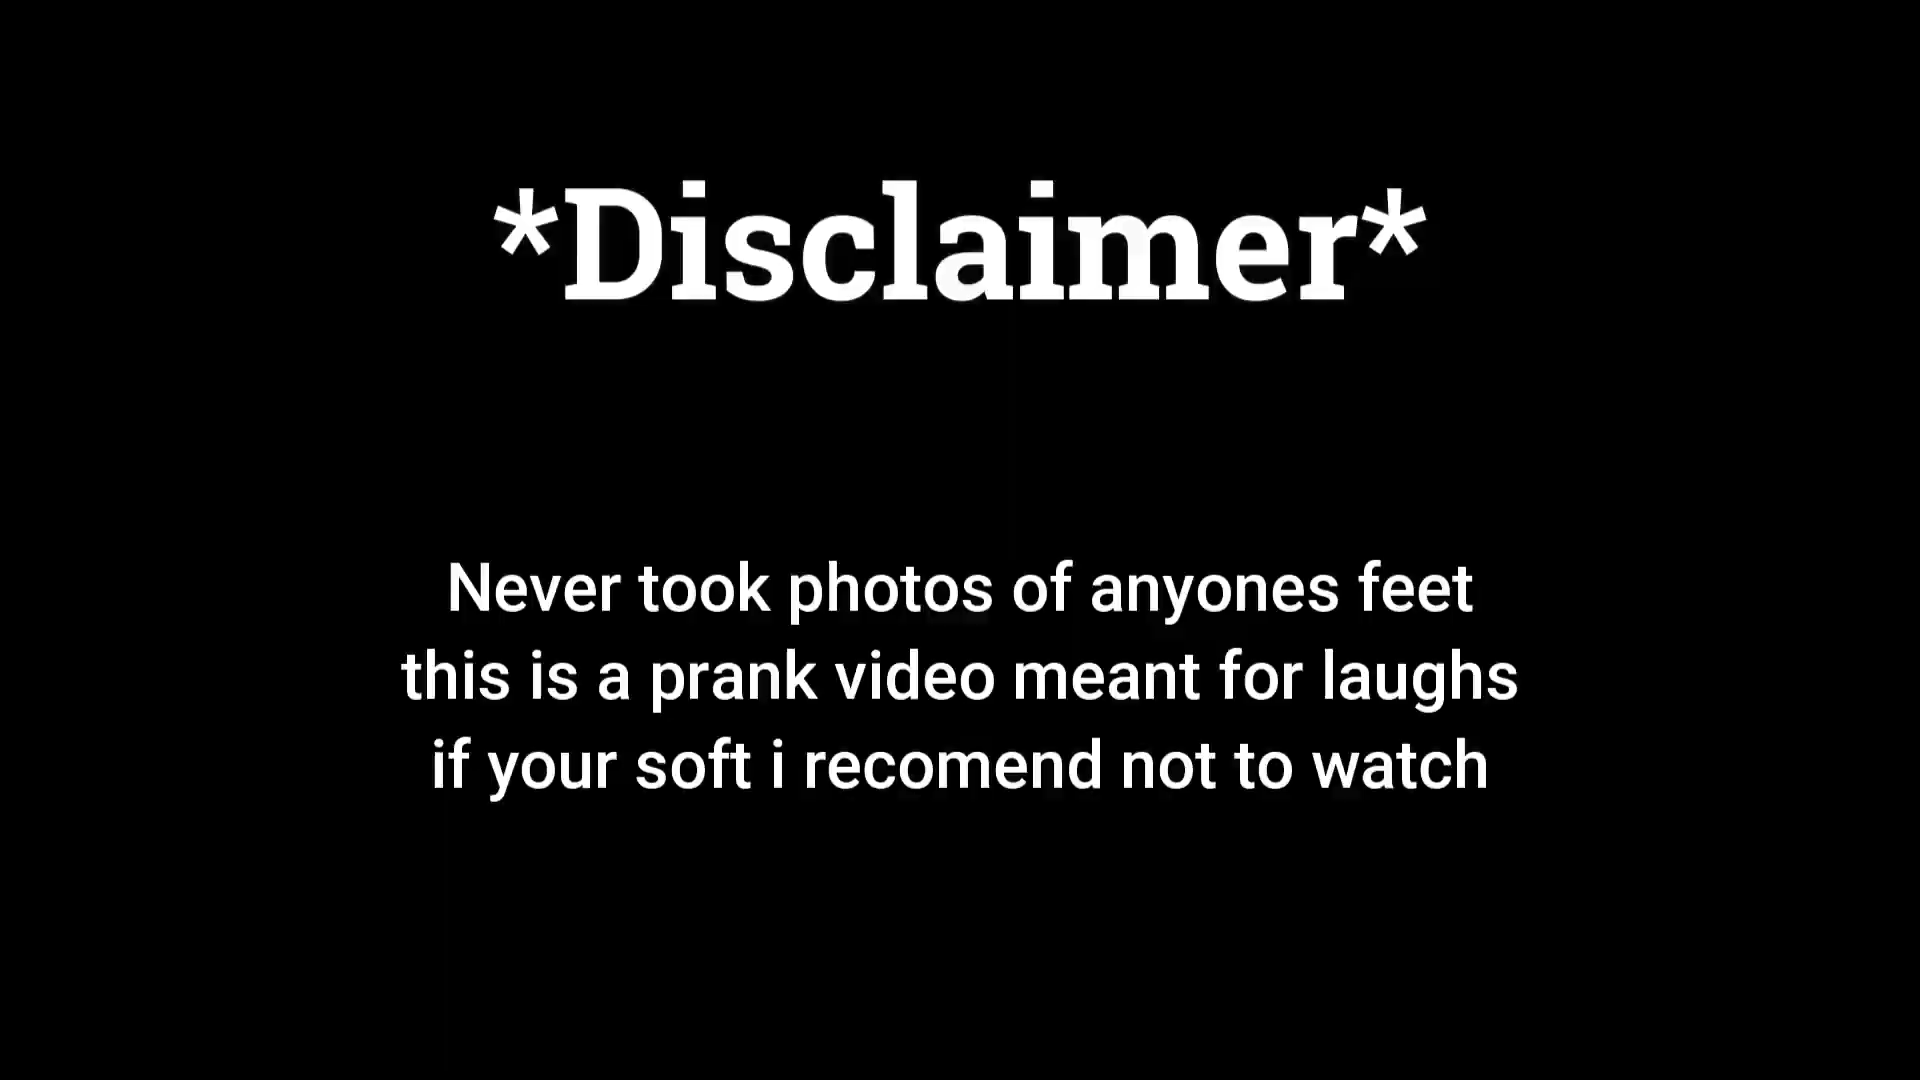 *Disclaimer*
Never took photos of anyones feet
this is a prank video meant for laughs
if your soft i recomend not to watch